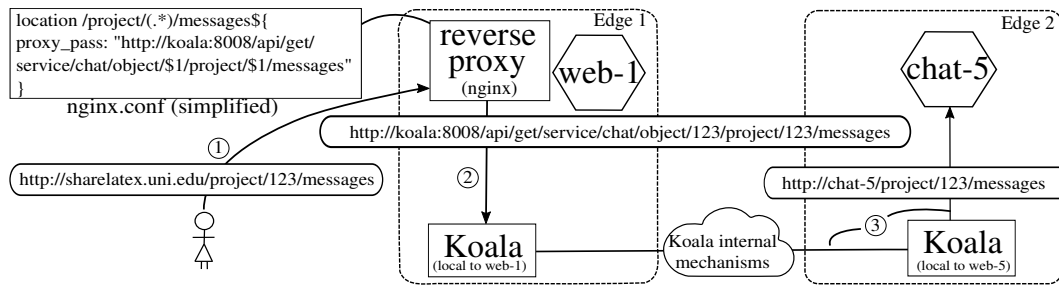 location /project/(.*)/messages${
proxy_pass: "http://koala:8008/api/get/
service/chat/object/$1/project/$1/messages"
}
nginx.conf (simplified)
Edge 1
reverse
proxy
(nginx)
web-1
Edge 2
chat-5
1
http://koala:8008/api/get/service/chat/object/123/project/123/messages
http://sharelatex.uni.edu/project/123/messages
2
http://chat-5/project/123/messages
3
Koala
(local to web-1)
Koala internal
mechanisms
Koala
(local to web-5)